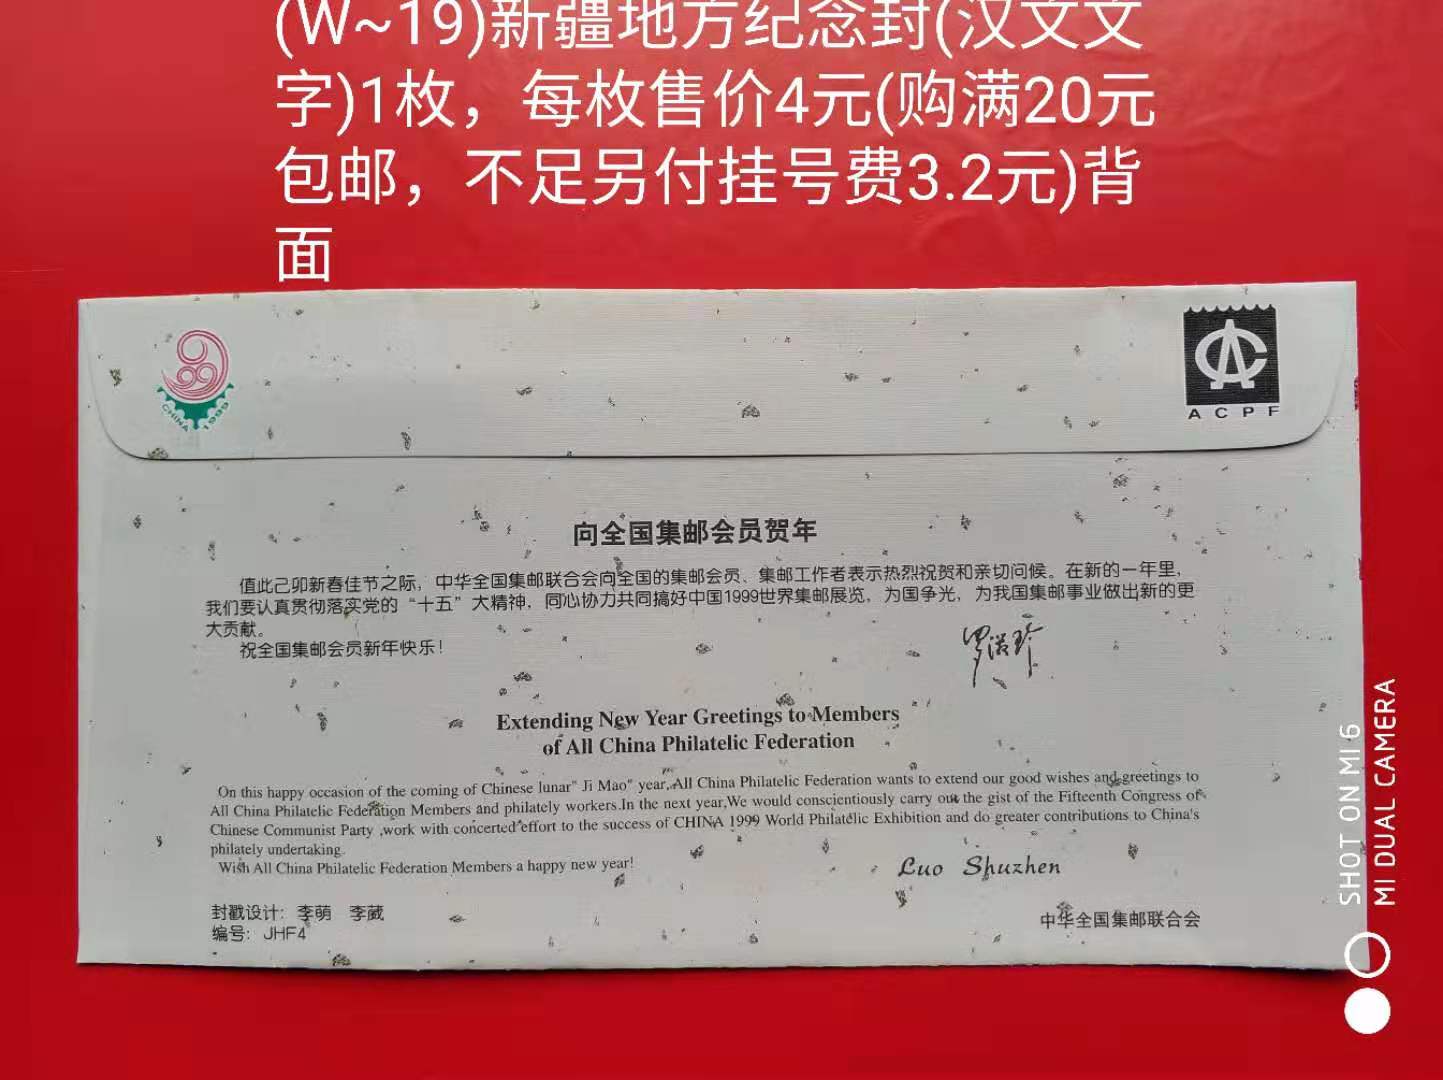 (W~19)新疆地方纪念封(汉文文
字)1枚，每枚售价4元(购满20元
包邮，不足另付挂号费3.2元)背
面
99
CHINA 1999
ACPF
向全国集邮会员贺年
值此己卯新春佳节之际，中华全国集邮联合会向全国的集邮会员、集邮工作者表示热烈祝贺和亲切问候。在新的一年里，
我们要认真贯彻落实党的“十五”大精神，同心协力共同搞好中国1999世界集邮展览，为国争光，为我国集邮事业做出新的更
大贡献。
祝全国集邮会员新年快乐！
Extending New Year Greetings to Members
of All China Philatelic Federation
On this happy occasion of the coming of Chinese lunar" Ji Mao" year, All China Philatelic Federation wants to extend our good wishes and greetings to
All China Philatelic Federation Members and philately workers.In the next year,We would conscientiously carry out the gist of the Fifteenth Congress of
Chinese Communist Party ,work with concerted effort to the success of CHINA 1999 World Philatelic Exhibition and do greater contributions to China's
philately undertaking.
Wish All China Philatelic Federation Members a happy new year!
Luo Shuzhen
封戳设计：李萌 李葳
编号：JHF4
中华全国集邮联合会
SHOT ON MI 6
MI DUAL CAMERA